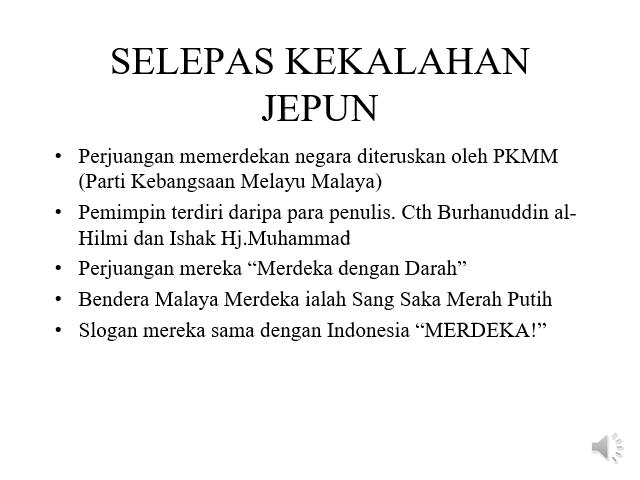 SELEPAS KEKALAHAN
JEPUN
• Perjuangan memerdekan negara diteruskan oleh PKMM
(Parti Kebangsaan Melayu Malaya)
• Pemimpin terdiri daripa para penulis. Cth Burhanuddin al-
Hilmi dan Ishak Hj.Muhammad
• Perjuangan mereka “Merdeka dengan Darah”
• Bendera Malaya Merdeka ialah Sang Saka Merah Putih
• Slogan mereka sama dengan Indonesia “MERDEKA!”